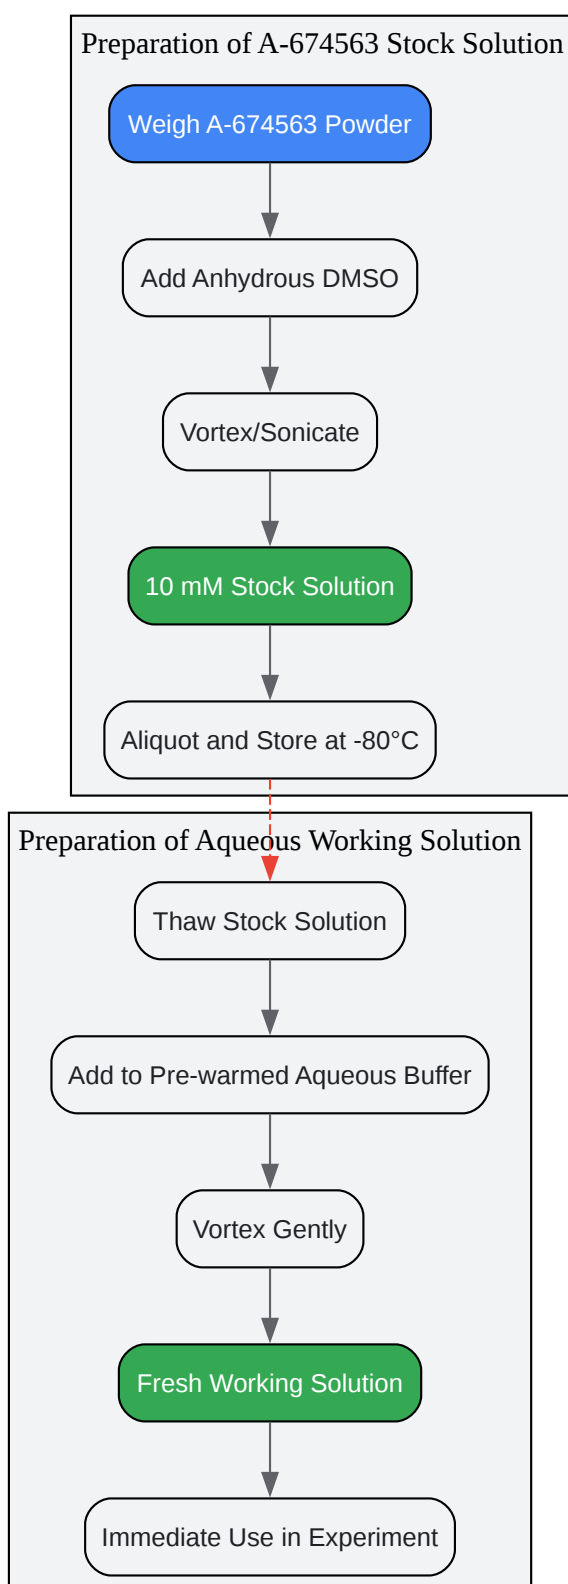 Preparation of A-674563 Stock Solution
Weigh A-674563 Powder
Add Anhydrous DMSO
Vortex/Sonicate
10 mM Stock Solution
Aliquot and Store at -80°C
Preparation of Aqueous Working Solution
Thaw Stock Solution
Add to Pre-warmed Aqueous Buffer
Vortex Gently
Fresh Working Solution
Immediate Use in Experiment